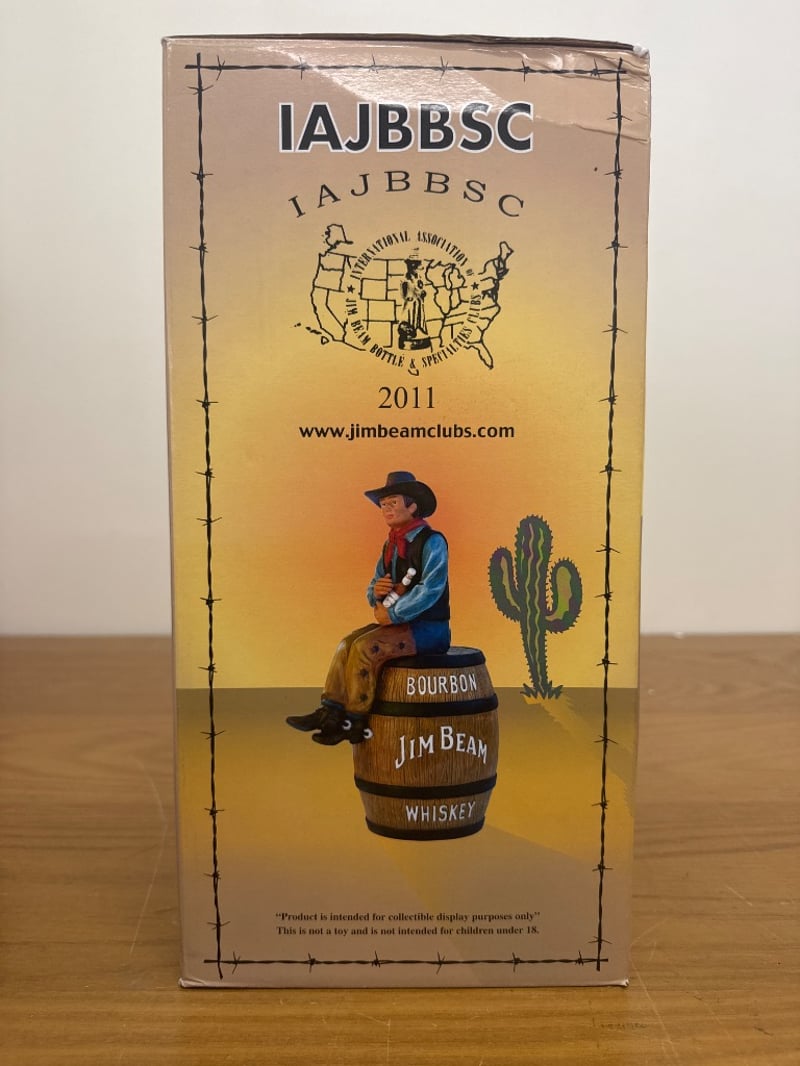 IAJBBSC
IAJBBSC
INTERNATIONAL ASSOCIATION OF
JIM BEAM BOTTLE & SPECIALTIES CLUBS
2011
www.jimbeamclubs.com
BOURBON
JIM BEAM
WHISKEY
“Product is intended for collectible display purposes only”
This is not a toy and is not intended for children under 18.